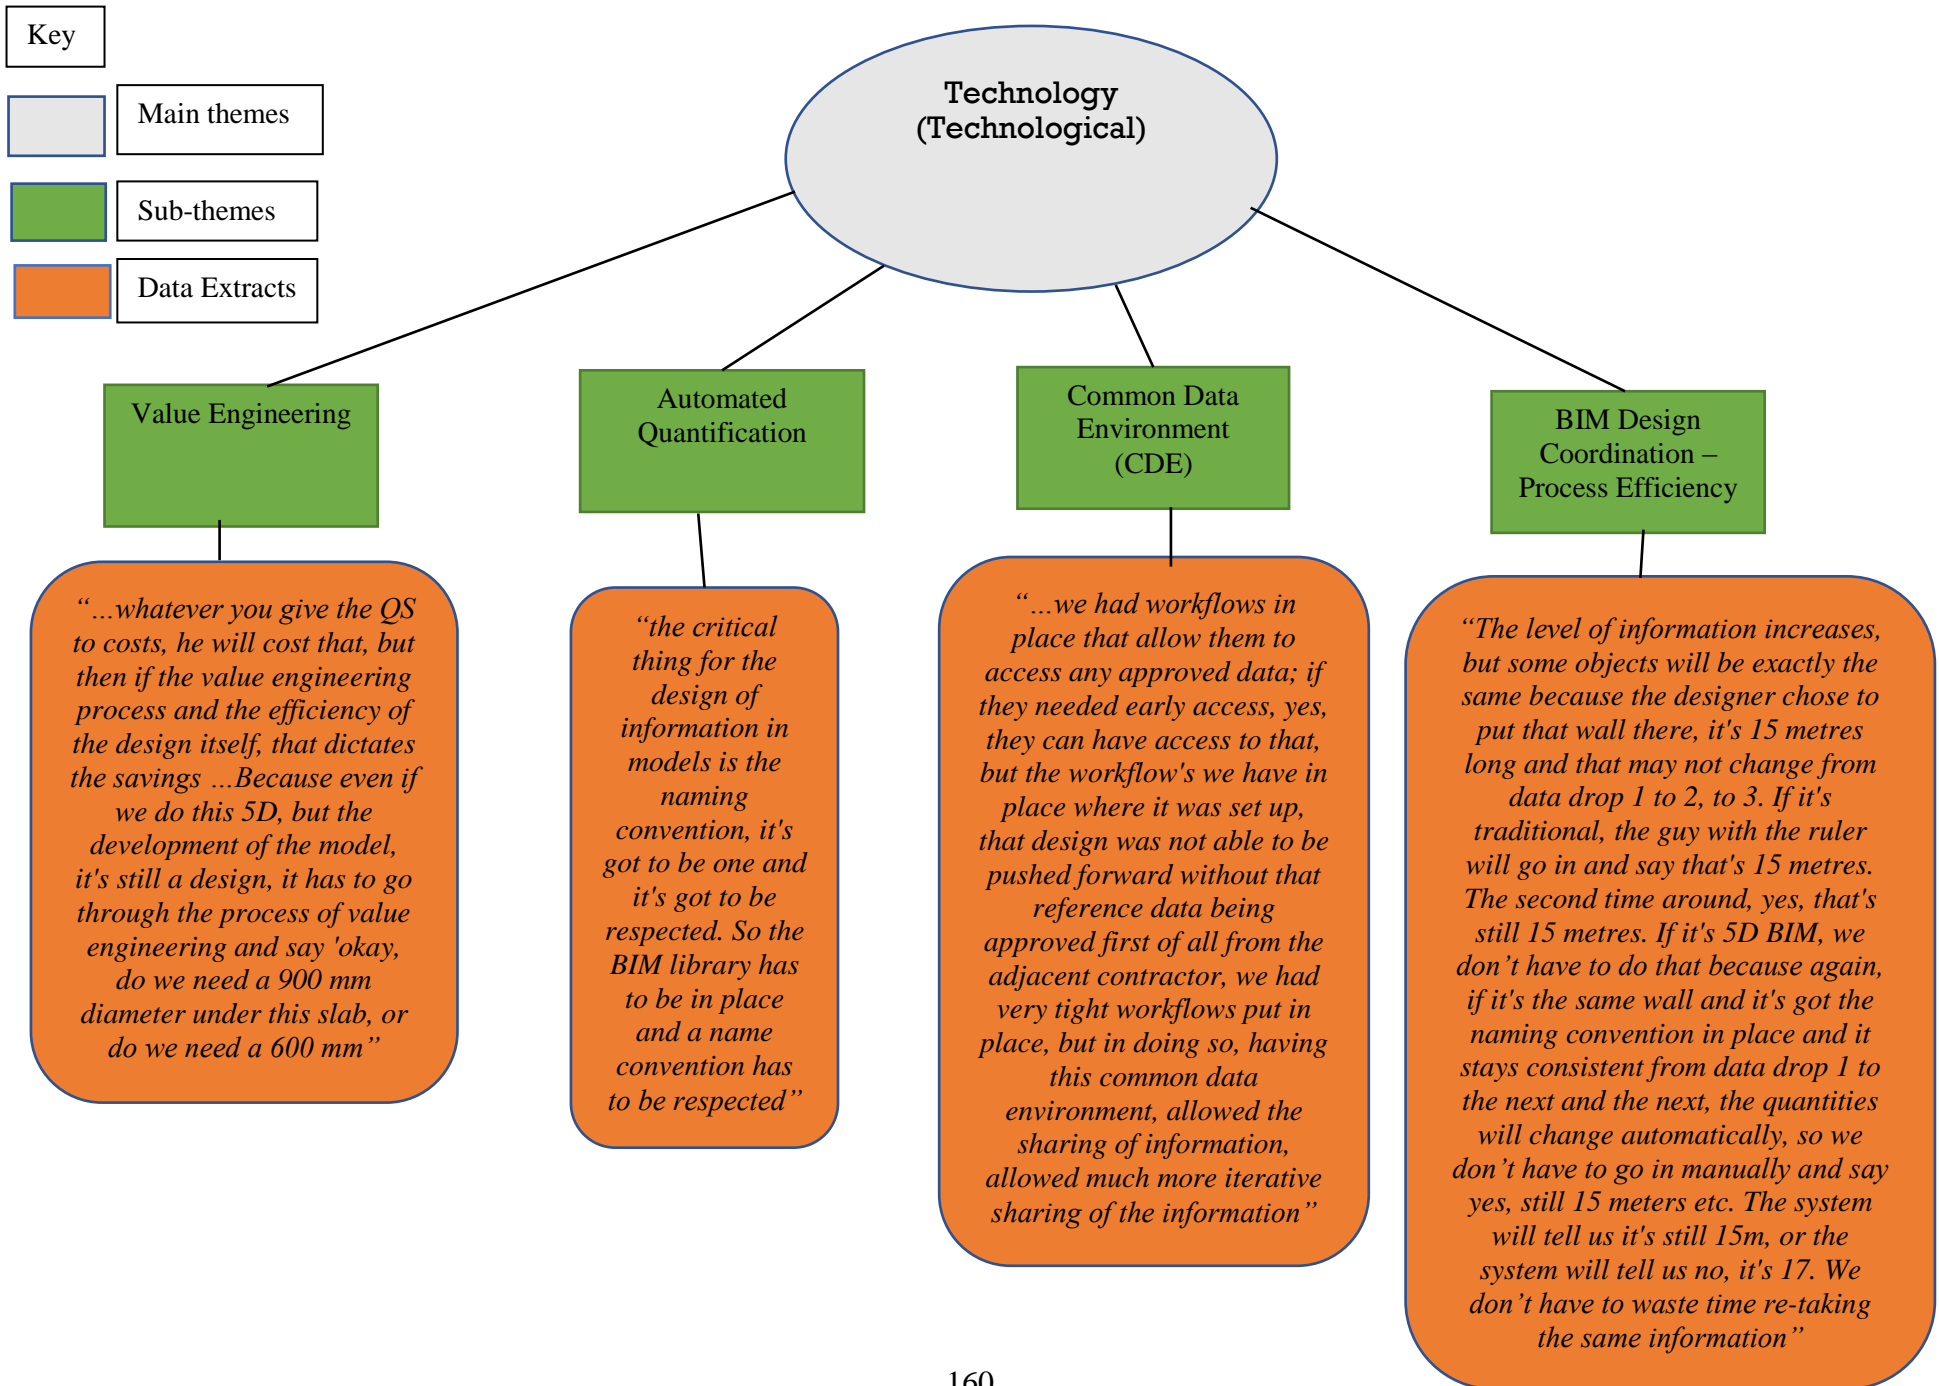 Key
Main themes
Sub-themes
Data Extracts
Technology
(Technological)
Value Engineering
Automated
Quantification
Common Data
Environment
(CDE)
BIM Design
Coordination –
Process Efficiency
“…whatever you give the QS
to costs, he will cost that, but
then if the value engineering
process and the efficiency of
the design itself, that dictates
the savings …Because even if
we do this 5D, but the
development of the model,
it's still a design, it has to go
through the process of value
engineering and say 'okay,
do we need a 900 mm
diameter under this slab, or
do we need a 600 mm”
“the critical
thing for the
design of
information in
models is the
naming
convention, it's
got to be one and
it's got to be
respected. So the
BIM library has
to be in place
and a name
convention has
to be respected”
“…we had workflows in
place that allow them to
access any approved data; if
they needed early access, yes,
they can have access to that,
but the workflow's we have in
place where it was set up,
that design was not able to be
pushed forward without that
reference data being
approved first of all from the
adjacent contractor, we had
very tight workflows put in
place, but in doing so, having
this common data
environment, allowed the
sharing of information,
allowed much more iterative
sharing of the information”
“The level of information increases,
but some objects will be exactly the
same because the designer chose to
put that wall there, it's 15 metres
long and that may not change from
data drop 1 to 2, to 3. If it's
traditional, the guy with the ruler
will go in and say that's 15 metres.
The second time around, yes, that's
still 15 metres. If it's 5D BIM, we
don’t have to do that because again,
if it's the same wall and it's got the
naming convention in place and it
stays consistent from data drop 1 to
the next and the next, the quantities
will change automatically, so we
don’t have to go in manually and say
yes, still 15 meters etc. The system
will tell us it's still 15m, or the
system will tell us no, it's 17. We
don’t have to waste time re-taking
the same information”
160